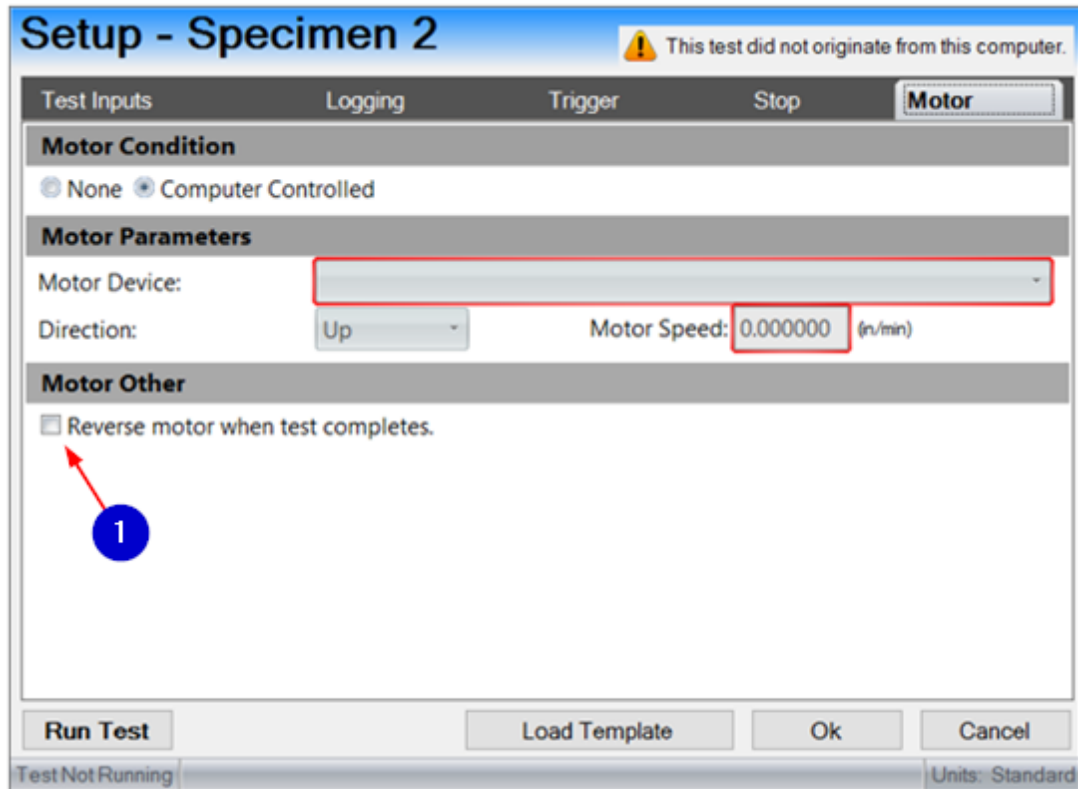 Setup - Specimen 2
This test did not originate from this computer.
Test Inputs Logging Trigger Stop Motor
Motor Condition
None Computer Controlled
Motor Parameters
Motor Device:
Direction: Up Motor Speed: 0.000000 (in/min)
Motor Other
Reverse motor when test completes.
1
Run Test Load Template Ok Cancel
Test Not Running Units: Standard